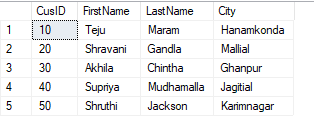 CusID FirstName LastName City
1 10 Teju Maram Hanamkonda
2 20 Shravani Gandla Mallial
3 30 Akhila Chintha Ghanpur
4 40 Supriya Mudhamalla Jagitial
5 50 Shruthi Jackson Karimnagar